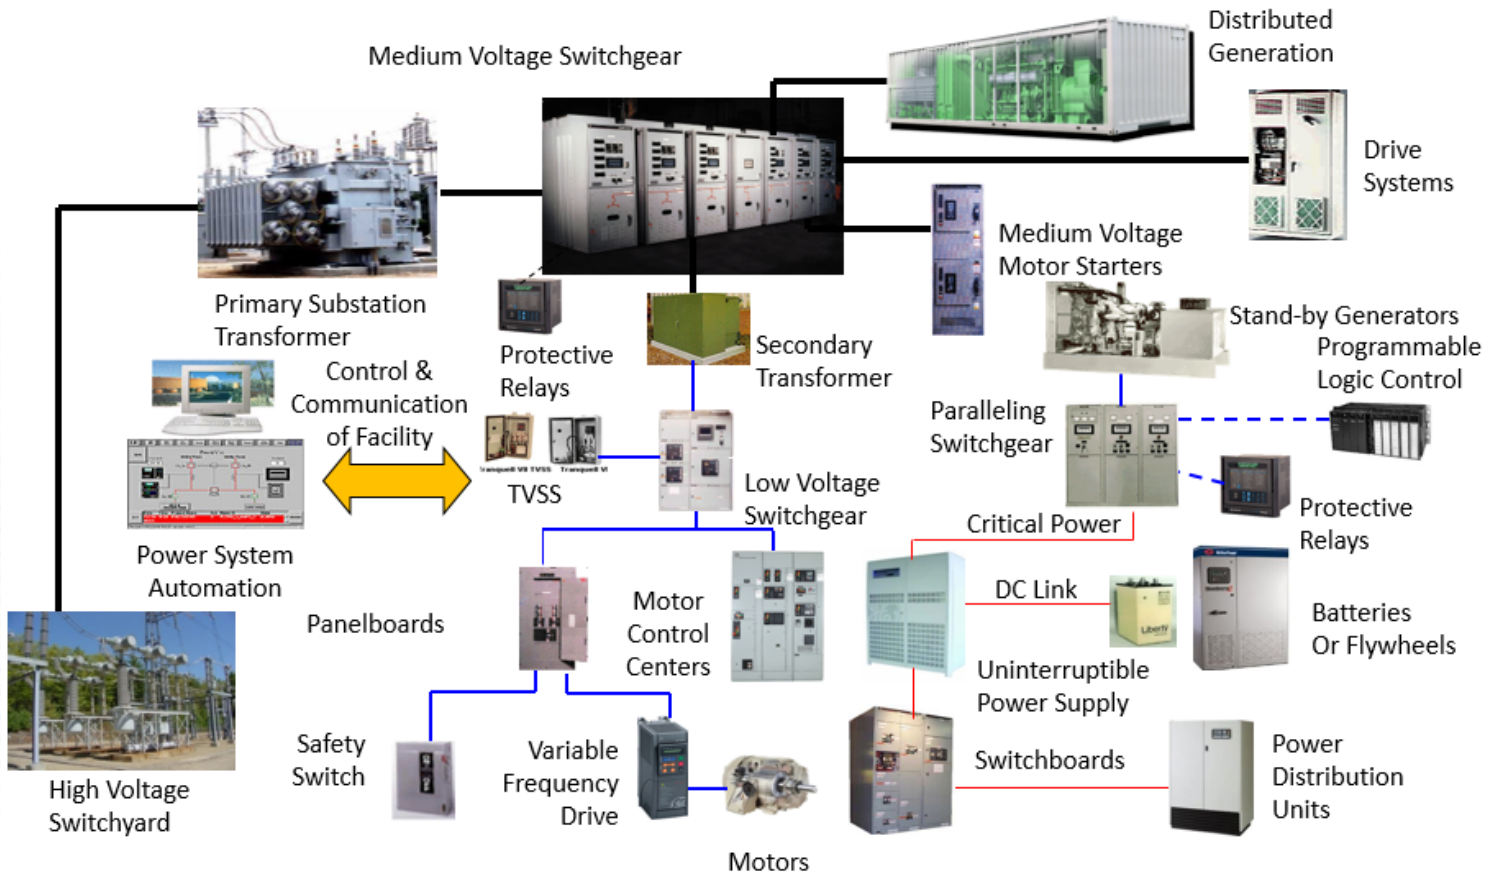 Distributed
Generation
Medium Voltage Switchgear
Drive
Systems
Medium Voltage
Motor Starters
Primary Substation
Transformer
Stand-by Generators
Programmable
Logic Control
Protective
Relays
Secondary
Transformer
Control &
Communication
of Facility
Paralleling
Switchgear
TVSS
Low Voltage
Switchgear
Protective
Relays
Critical Power
Power System
Automation
DC Link
Liberty
Batteries
Or Flywheels
Panelboards
Motor
Control
Centers
Uninterruptible
Power Supply
Safety
Switch
Variable
Frequency
Drive
Switchboards
Power
Distribution
Units
High Voltage
Switchyard
Motors